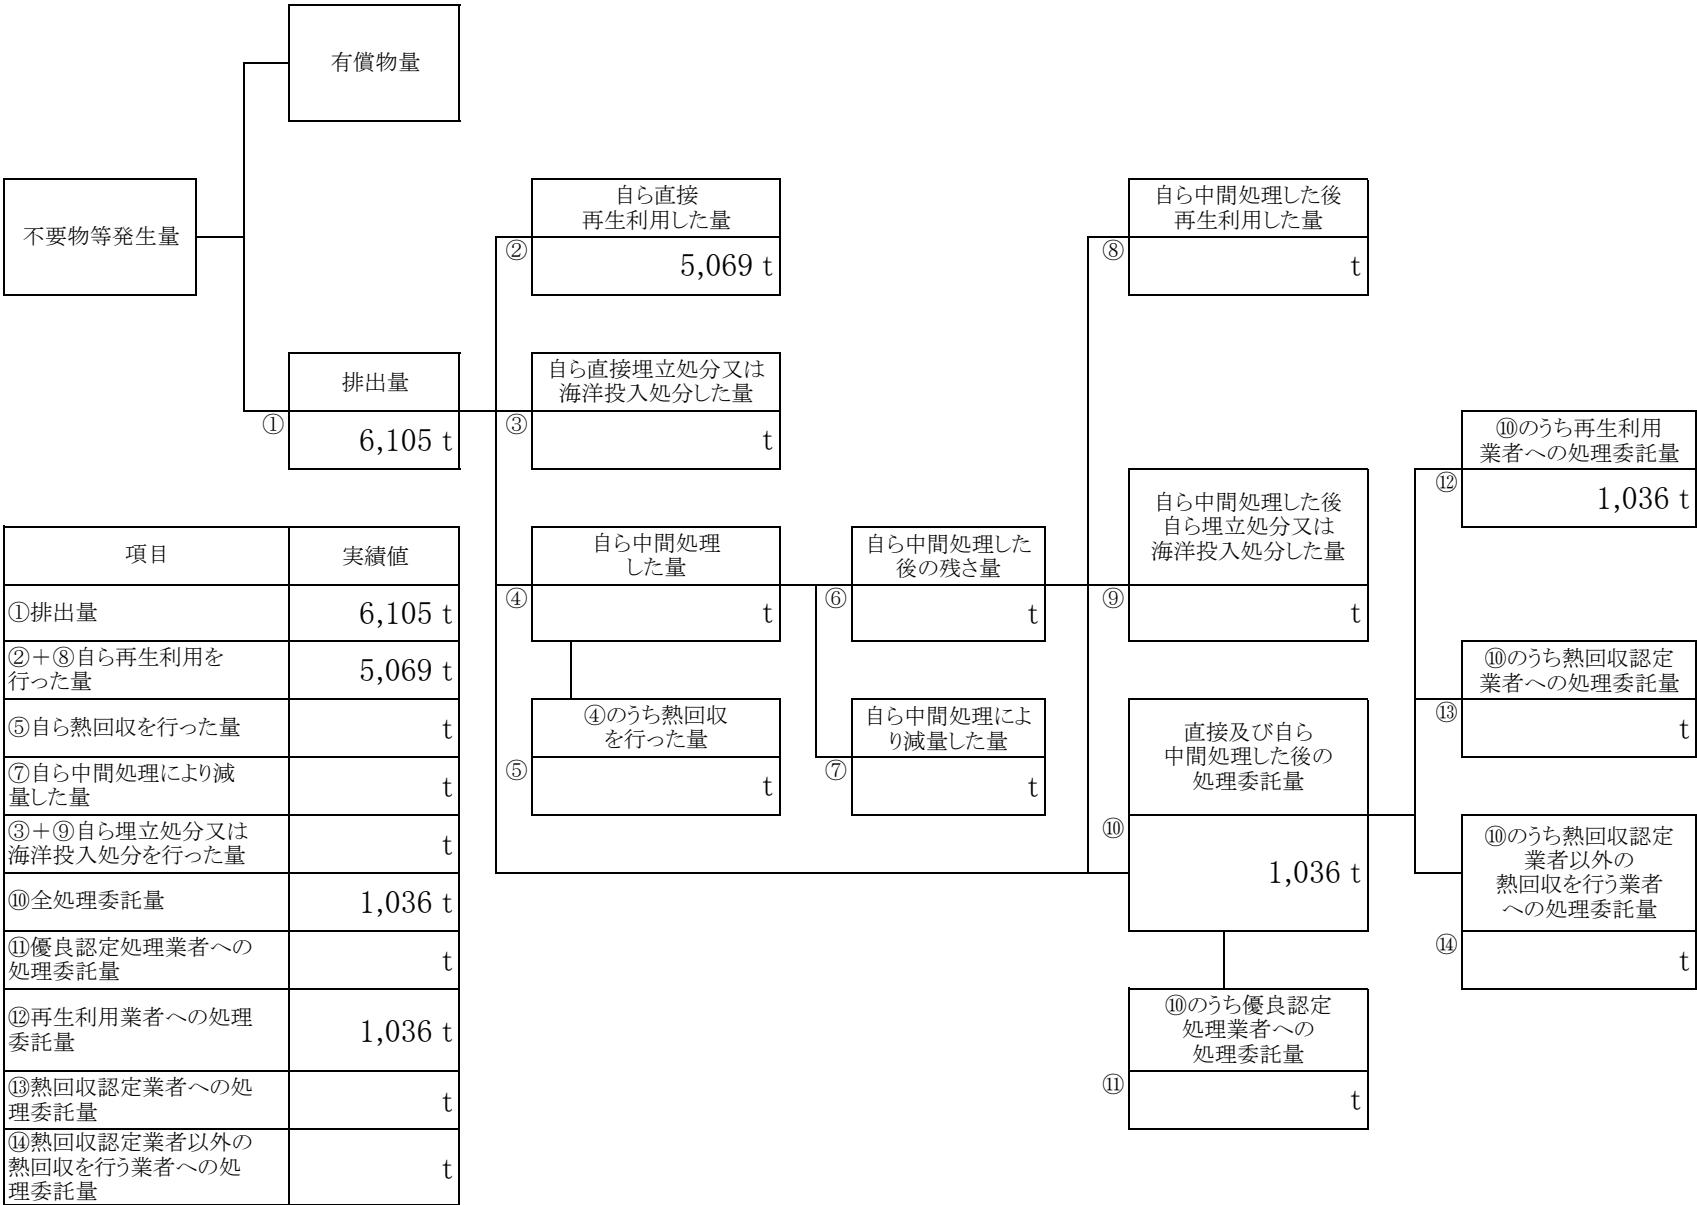 有償物量
不要物等発生量
排出量
①
6,105 t
自ら直接
再生利用した量
②
5,069 t
自ら直接埋立処分又は
海洋投入処分した量
③
t
自ら中間処理
した量
④
t
④のうち熱回収
を行った量
⑤
t
自ら中間処理した
後の残さ量
⑥
t
自ら中間処理によ
り減量した量
⑦
t
自ら中間処理した後
再生利用した量
⑧
t
自ら中間処理した後
自ら埋立処分又は
海洋投入処分した量
⑨
t
直接及び自ら
中間処理した後の
処理委託量
⑩
1,036 t
⑩のうち優良認定
処理業者への
処理委託量
⑪
t
⑩のうち再生利用
業者への処理委託量
⑫
1,036 t
⑩のうち熱回収認定
業者への処理委託量
⑬
t
⑩のうち熱回収認定
業者以外の
熱回収を行う業者
への処理委託量
⑭
t
項目 実績値
①排出量 6,105 t
②+⑧自ら再生利用を
行った量 5,069 t
⑤自ら熱回収を行った量 t
⑦自ら中間処理により減
量した量 t
③+⑨自ら埋立処分又は
海洋投入処分を行った量 t
⑩全処理委託量 1,036 t
⑪優良認定処理業者への
処理委託量 t
⑫再生利用業者への処理
委託量 1,036 t
⑬熱回収認定業者への処
理委託量 t
⑭熱回収認定業者以外の
熱回収を行う業者への処
理委託量 t